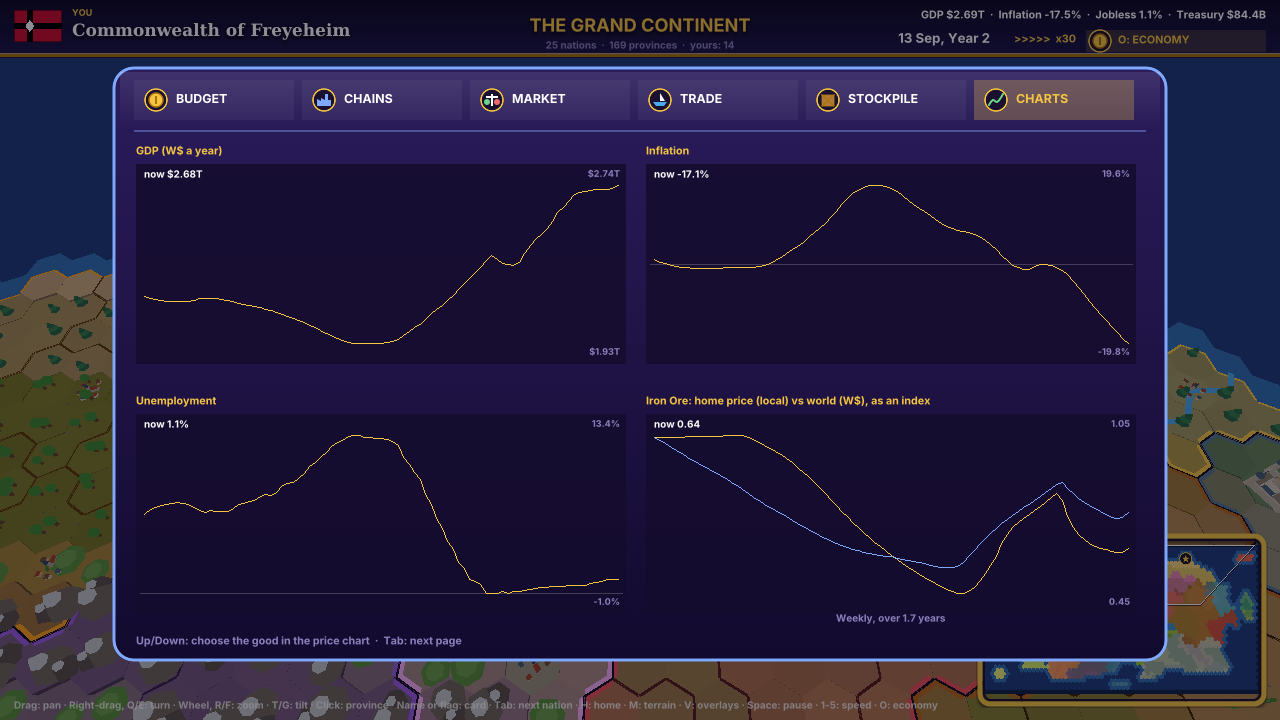 YOU
Commonwealth of Freyeheim
THE GRAND CONTINENT
25 nations · 169 provinces · yours: 14
GDP $2.69T · Inflation -17.5% · Jobless 1.1% · Treasury $84.4B
13 Sep, Year 2 >>>>> x30 O: ECONOMY
BUDGET CHAINS MARKET TRADE STOCKPILE CHARTS
GDP (W$ a year)
now $2.68T
$2.74T
$1.93T
Inflation
now -17.1%
19.6%
-19.8%
Unemployment
now 1.1%
13.4%
-1.0%
Iron Ore: home price (local) vs world (W$), as an index
now 0.64
1.05
0.45
Weekly, over 1.7 years
Up/Down: choose the good in the price chart · Tab: next page
Drag: pan · Right-drag, Q/E: turn · Wheel, R/F: zoom · T/G: tilt · Click: province · Name or flag: card · Tab: next nation · H: home · M: terrain · V: overlays · Space: pause · 1-5: speed · O: economy